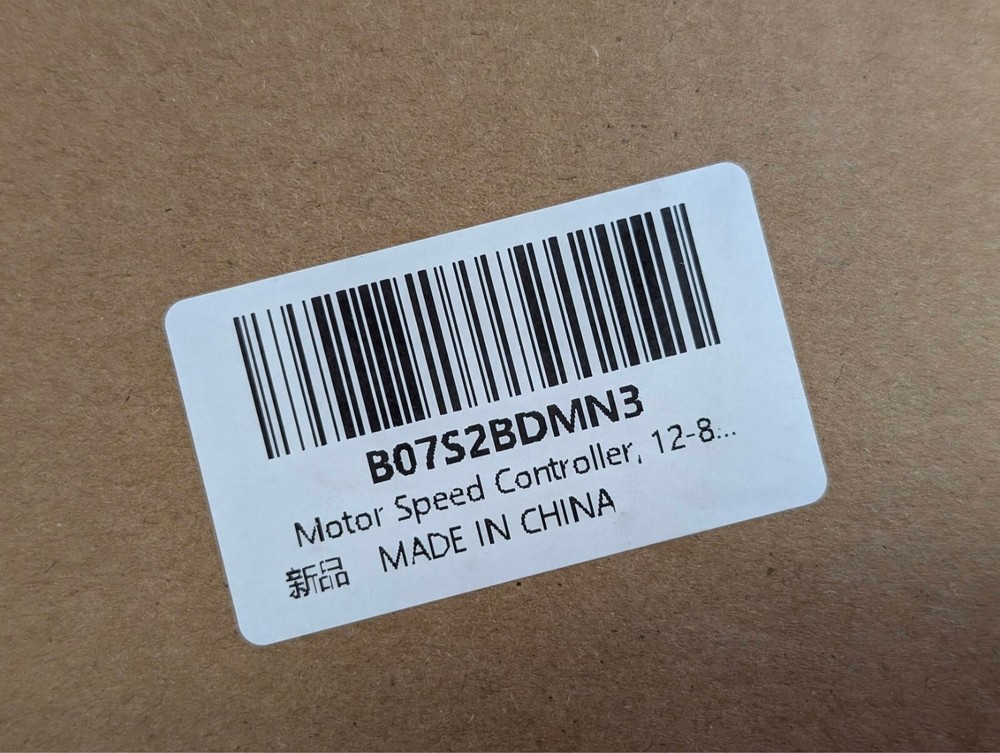 B07S2BDMN3
Motor Speed Controller, 12-8...
新品 MADE IN CHINA